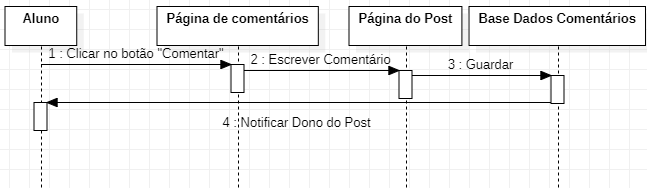 Aluno
Página de comentários
Página do Post
Base Dados Comentários
1 : Clicar no botão "Comentar"
2 : Escrever Comentário
3 : Guardar
4 : Notificar Dono do Post